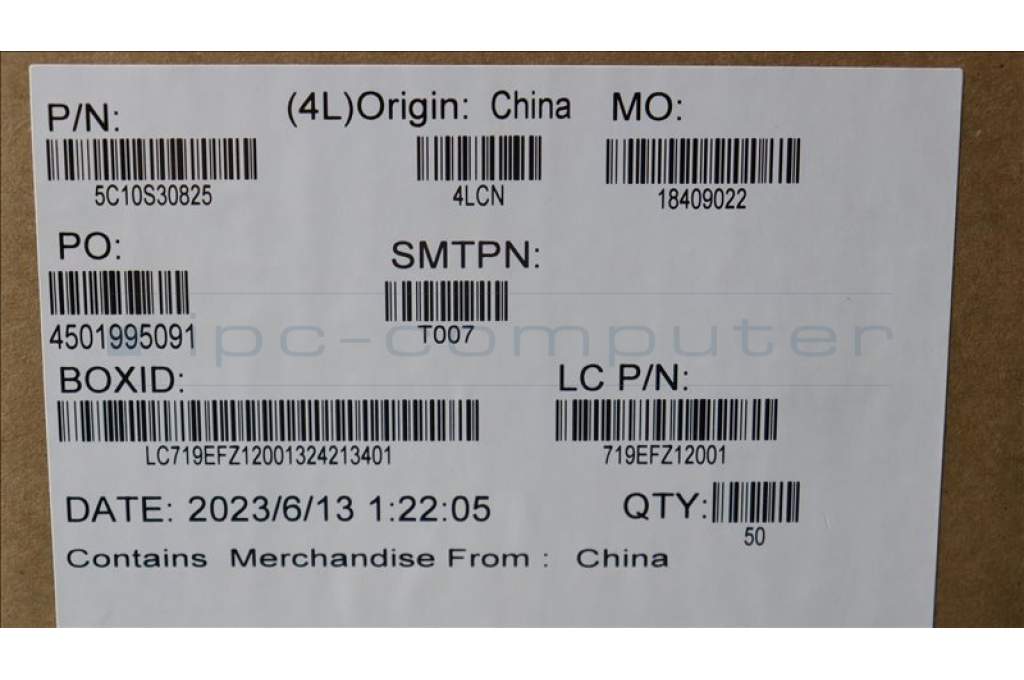 P/N: (4L)Origin: China MO:
5C10S30825 4LCN 18409022
PO: SMTPN:
4501995091 T007
ipc-computer
BOXID: LC P/N:
LC719EFZ12001324213401 719EFZ12001
DATE: 2023/6/13 1:22:05 QTY:
50
Contains Merchandise From : China